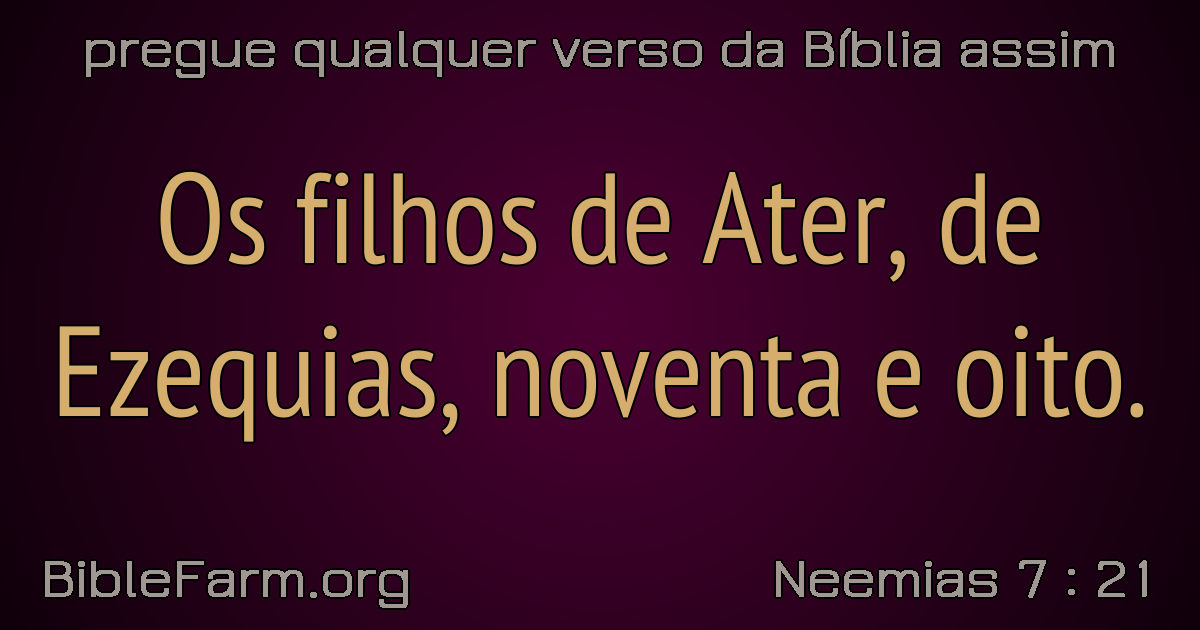 pregue qualquer verso da Bíblia assim
Os filhos de Ater, de
Ezequias, noventa e oito.
BibleFarm.org
Neemias 7 : 21